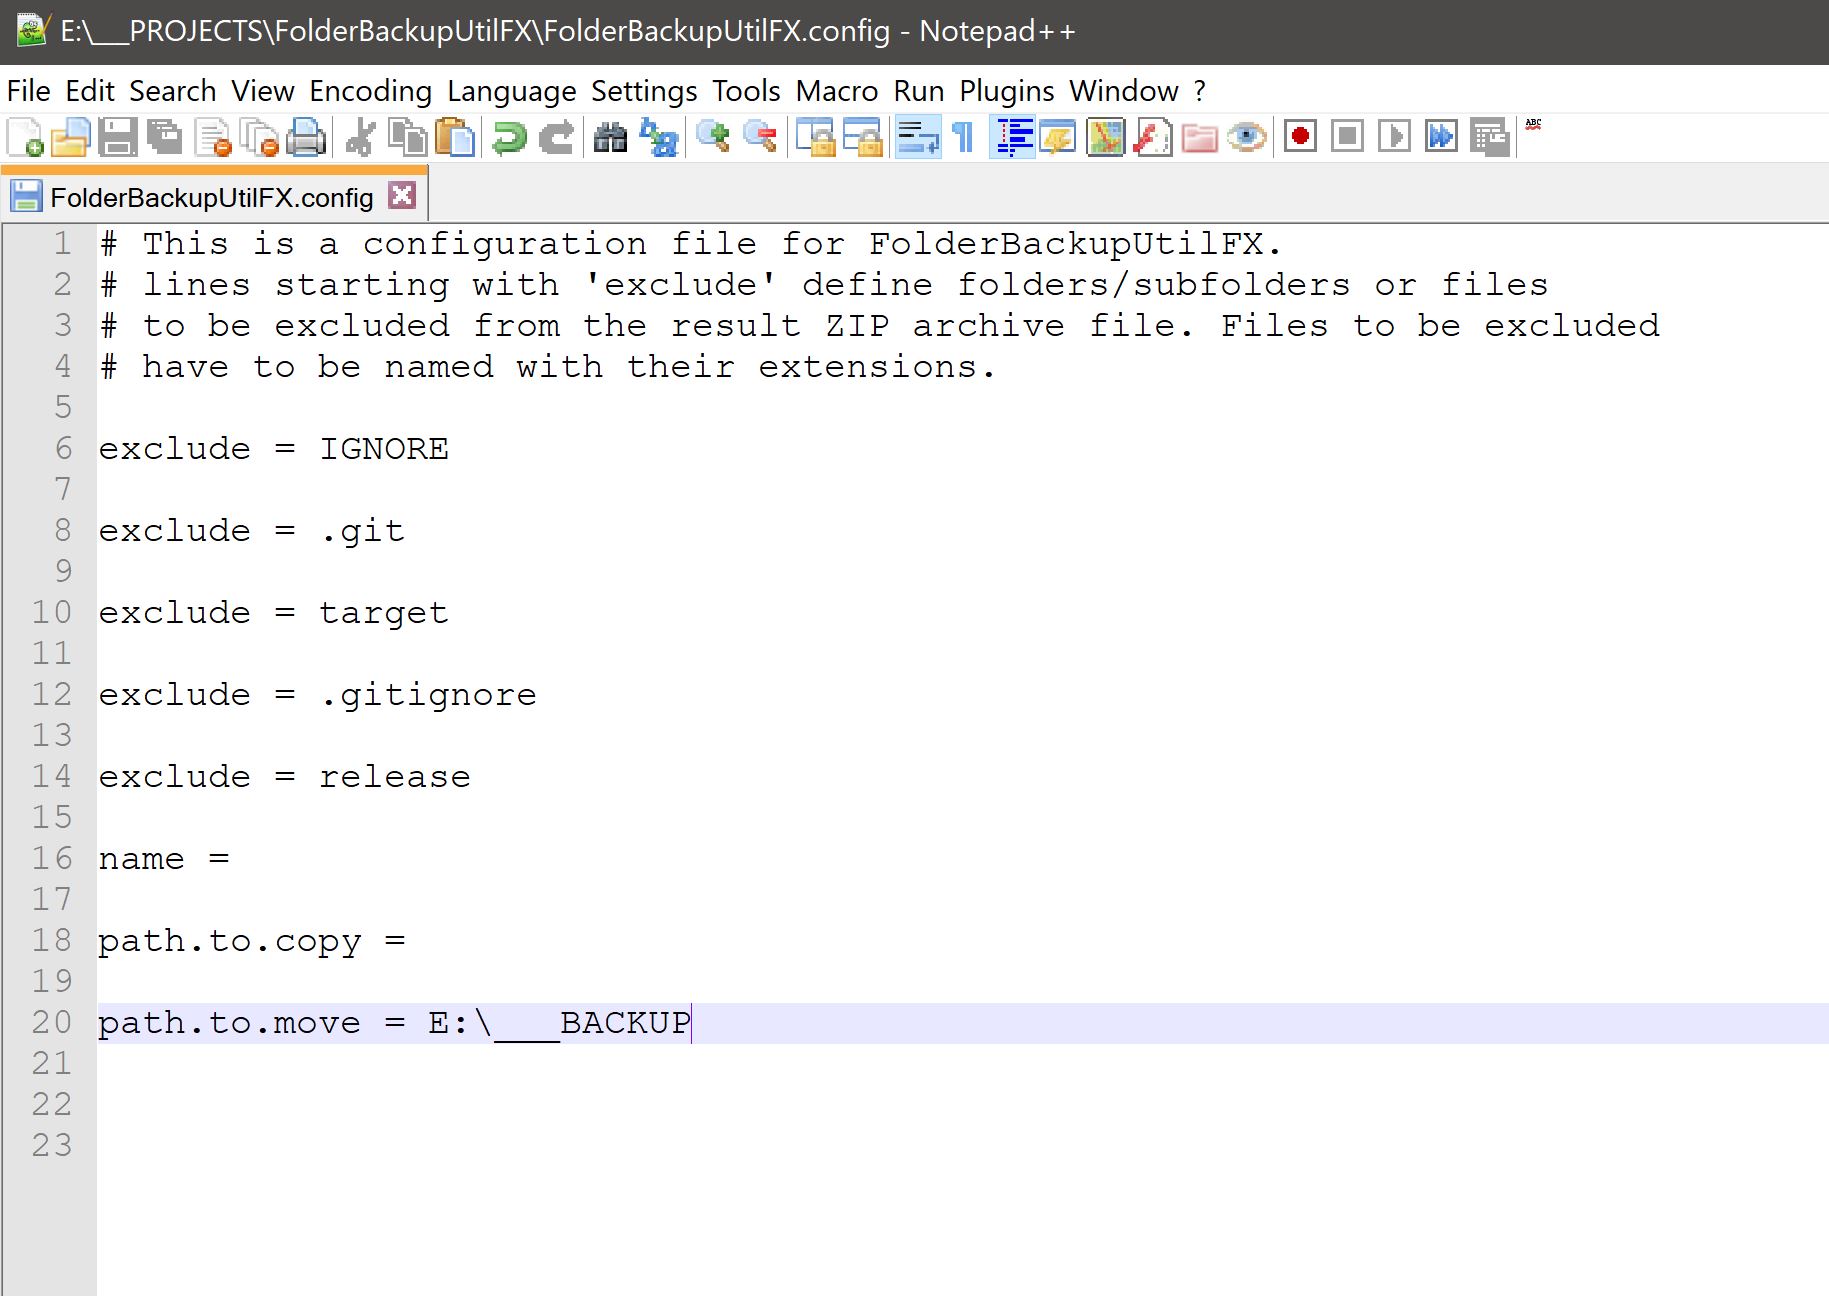 E:\___PROJECTS\FolderBackupUtilFX\FolderBackupUtilFX.config - Notepad++
File Edit Search View Encoding Language Settings Tools Macro Run Plugins Window ?
ABC
FolderBackupUtilFX.config
1 # This is a configuration file for FolderBackupUtilFX.
2 # lines starting with 'exclude' define folders/subfolders or files
3 # to be excluded from the result ZIP archive file. Files to be excluded
4 # have to be named with their extensions.
5
6 exclude = IGNORE
7
8 exclude = .git
9
10 exclude = target
11
12 exclude = .gitignore
13
14 exclude = release
15
16 name =
17
18 path.to.copy =
19
20 path.to.move = E:\___BACKUP
21
22
23